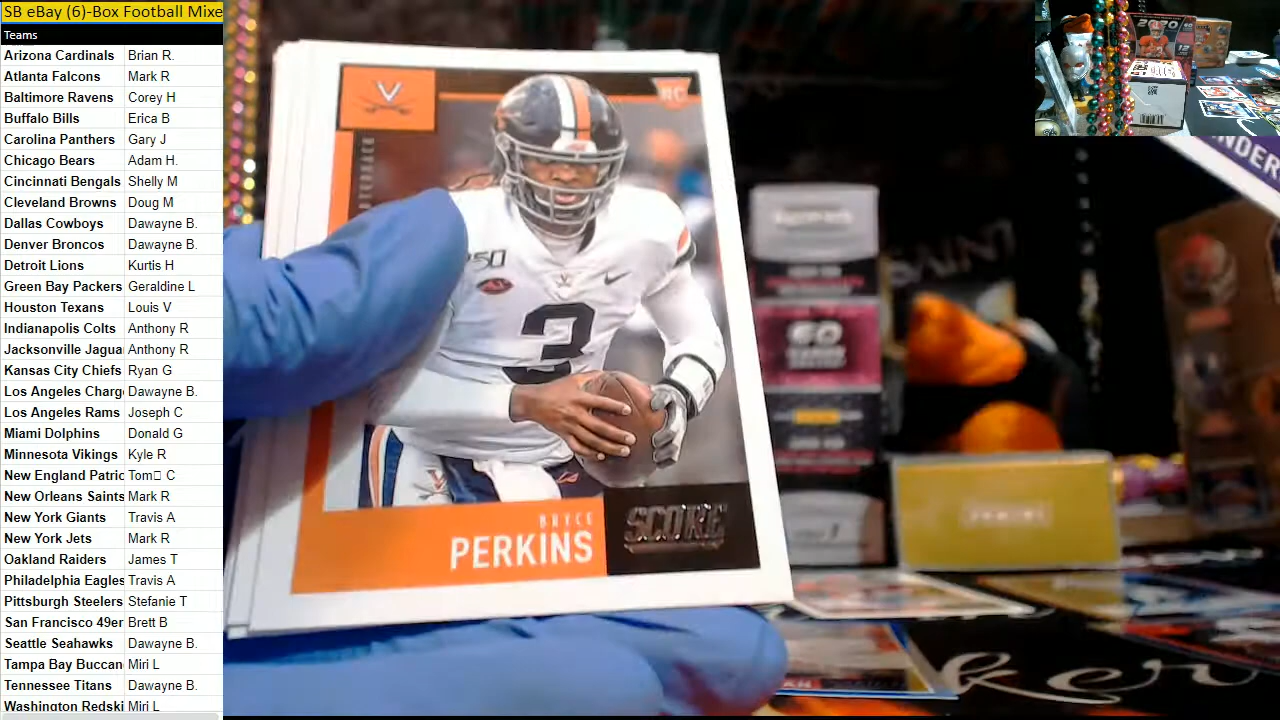 SB eBay (6)-Box Football Mixe
Teams
Arizona Cardinals Brian R.
Atlanta Falcons Mark R
Baltimore Ravens Corey H
Buffalo Bills Erica B
Carolina Panthers Gary J
Chicago Bears Adam H.
Cincinnati Bengals Shelly M
Cleveland Browns Doug M
Dallas Cowboys Dawayne B.
Denver Broncos Dawayne B.
Detroit Lions Kurtis H
Green Bay Packers Geraldine L
Houston Texans Louis V
Indianapolis Colts Anthony R
Jacksonville Jagua Anthony R
Kansas City Chiefs Ryan G
Los Angeles Charg Dawayne B.
Los Angeles Rams Joseph C
Miami Dolphins Donald G
Minnesota Vikings Kyle R
New England Patric Tom□ C
New Orleans Saints Mark R
New York Giants Travis A
New York Jets Mark R
Oakland Raiders James T
Philadelphia Eagles Travis A
Pittsburgh Steelers Stefanie T
San Francisco 49er Brett B
Seattle Seahawks Dawayne B.
Tampa Bay Buccan Miri L
Tennessee Titans Dawayne B.
Washington Redski Miri L
RC
V
3
BRYCE
PERKINS
SCORE
NDER
60
PANINI
ker
2020